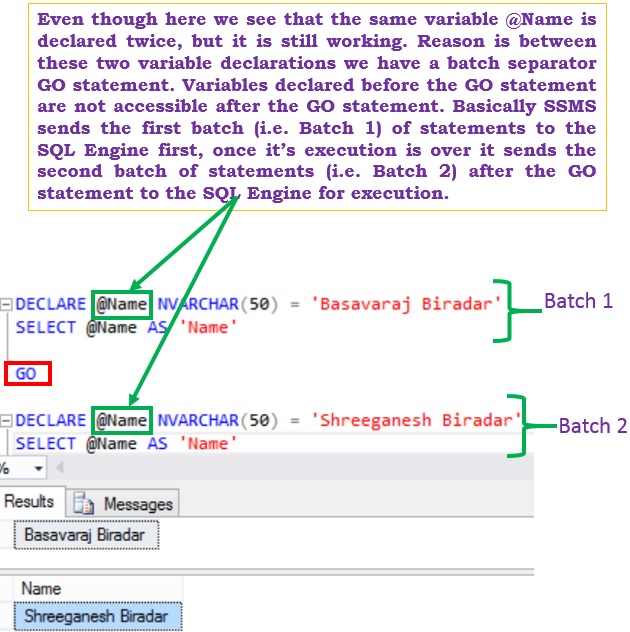 Even though here we see that the same variable @Name is
declared twice, but it is still working. Reason is between
these two variable declarations we have a batch separator
GO statement. Variables declared before the GO statement
are not accessible after the GO statement. Basically SSMS
sends the first batch (i.e. Batch 1) of statements to the
SQL Engine first, once it's execution is over it sends the
second batch of statements (i.e. Batch 2) after the GO
statement to the SQL Engine for execution.
DECLARE @Name NVARCHAR(50) = 'Basavaraj Biradar'
Batch 1
SELECT @Name AS 'Name'
GO
DECLARE @Name NVARCHAR(50) = 'Shreeganesh Biradar'
Batch 2
SELECT @Name AS 'Name'
%
Results Messages
Basavaraj Biradar
Name
Shreeganesh Biradar